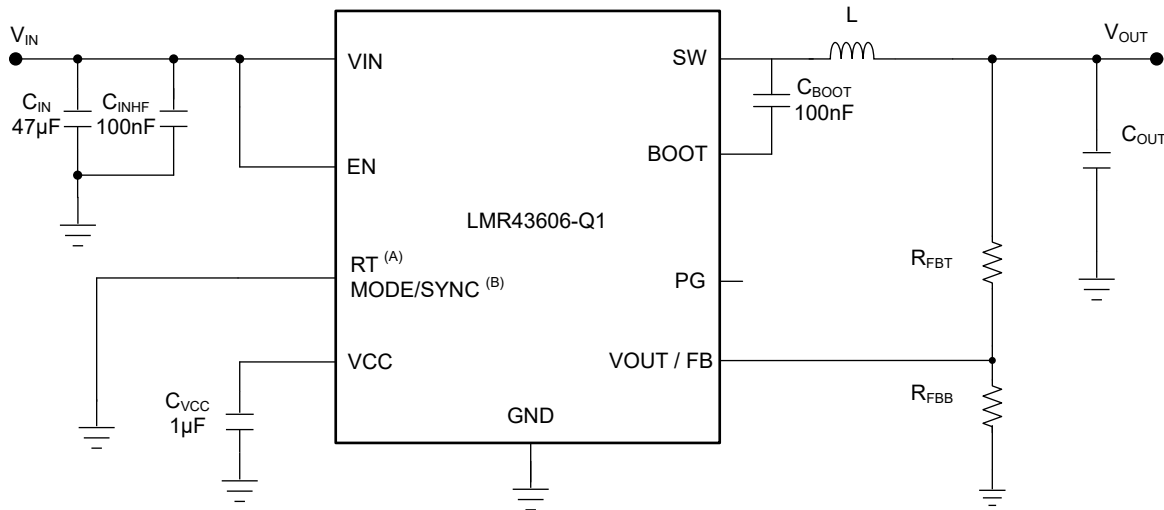 L
V_IN
V_OUT
VIN
SW
C_IN
47µF
C_INHF
100nF
C_BOOT
100nF
C_OUT
EN
BOOT
LMR43606-Q1
RT (A)
MODE/SYNC (B)
PG
R_FBT
VCC
VOUT / FB
C_VCC
1µF
GND
R_FBB